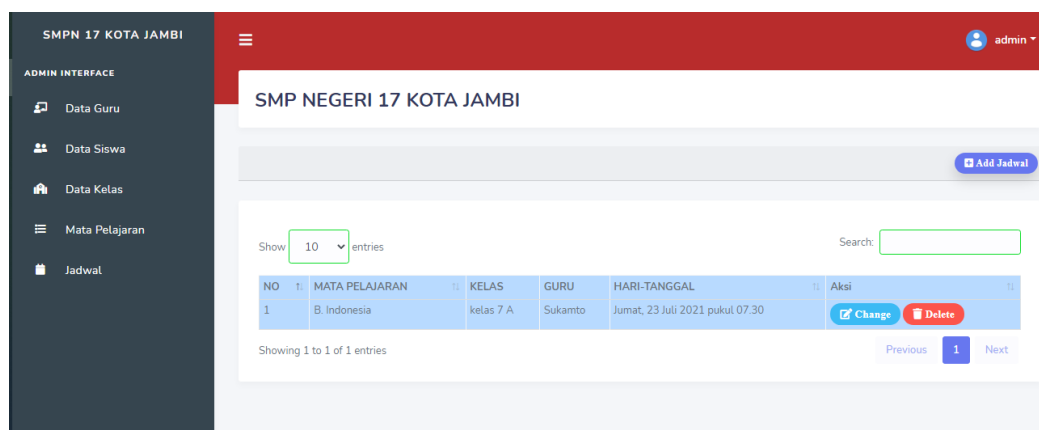 SMPN 17 KOTA JAMBI
admin
ADMIN INTERFACE
Data Guru
Data Siswa
Data Kelas
Mata Pelajaran
Jadwal
SMP NEGERI 17 KOTA JAMBI
Add Jadwal
Show 10 entries
Search:
NO MATA PELAJARAN KELAS GURU HARI-TANGGAL Aksi
1 B. Indonesia kelas 7 A Sukamto Jumat, 23 Juli 2021 pukul 07.30 Change Delete
Showing 1 to 1 of 1 entries
Previous 1 Next